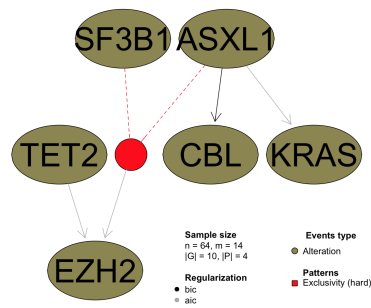 SF3B1 ASXL1
TET2 CBL KRAS
EZH2
Sample size
n = 64, m = 14
|G| = 10, |P| = 4
Regularization
bic
aic
Events type
Alteration
Patterns
Exclusivity (hard)